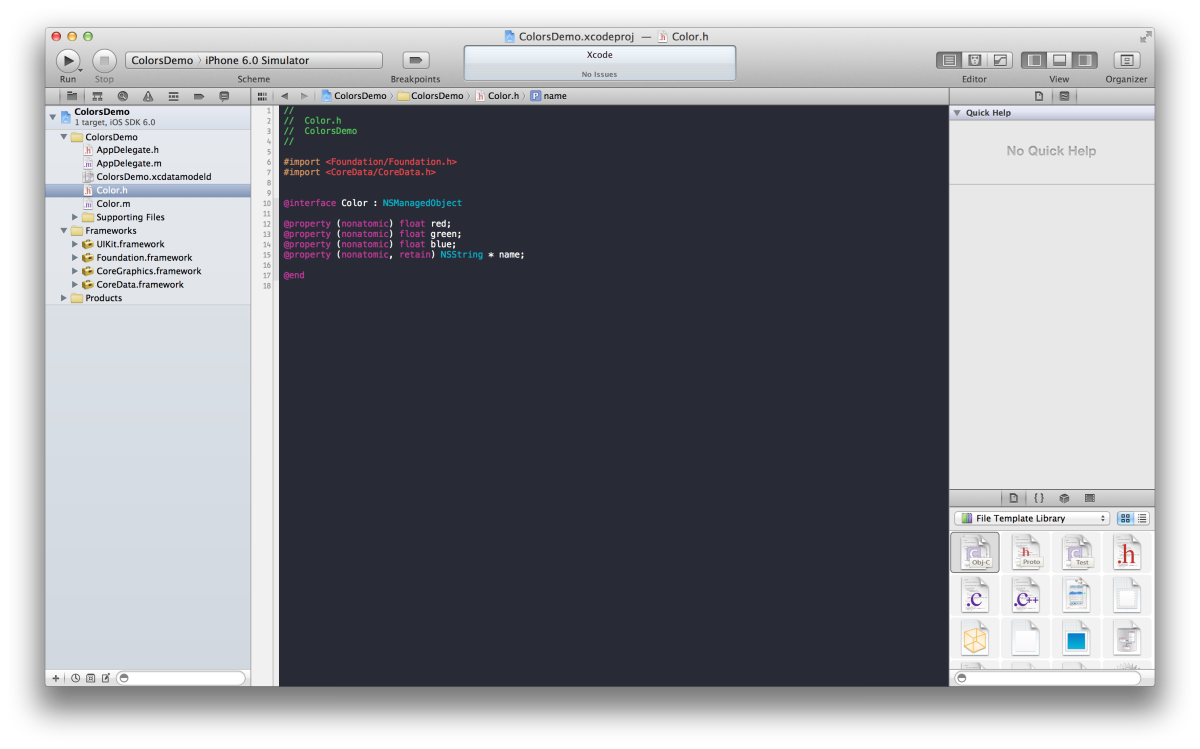 ColorsDemo.xcodeproj — Color.h
ColorsDemo 〉 iPhone 6.0 Simulator
Xcode
No Issues
Run Stop Scheme Breakpoints Editor View Organizer
ColorsDemo 〉 ColorsDemo 〉 Color.h 〉 name
ColorsDemo
1 target, iOS SDK 6.0
ColorsDemo
AppDelegate.h
AppDelegate.m
ColorsDemo.xcdatamodeld
Color.h
Color.m
Supporting Files
Frameworks
UIKit.framework
Foundation.framework
CoreGraphics.framework
CoreData.framework
Products
1 //
2 // Color.h
3 // ColorsDemo
4 //
5
6 #import <Foundation/Foundation.h>
7 #import <CoreData/CoreData.h>
8
9
10 @interface Color : NSManagedObject
11
12 @property (nonatomic) float red;
13 @property (nonatomic) float green;
14 @property (nonatomic) float blue;
15 @property (nonatomic, retain) NSString * name;
16
17 @end
18
Quick Help
No Quick Help
{}
File Template Library
Obj-C Proto Test .h
.c .c++